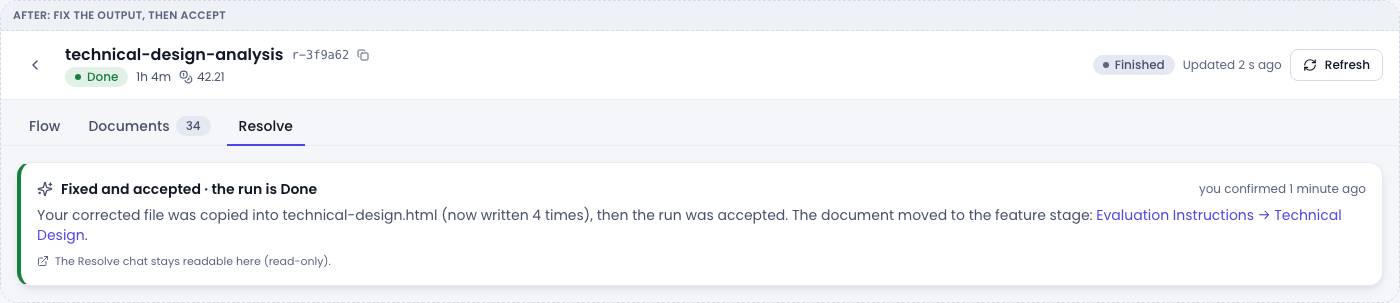 AFTER: FIX THE OUTPUT, THEN ACCEPT
technical-design-analysis r-3f9a62
Done 1h 4m 42.21
Finished Updated 2 s ago Refresh
Flow Documents 34 Resolve
Fixed and accepted · the run is Done you confirmed 1 minute ago
Your corrected file was copied into technical-design.html (now written 4 times), then the run was accepted. The document moved to the feature stage: Evaluation Instructions → Technical
Design.
The Resolve chat stays readable here (read-only).